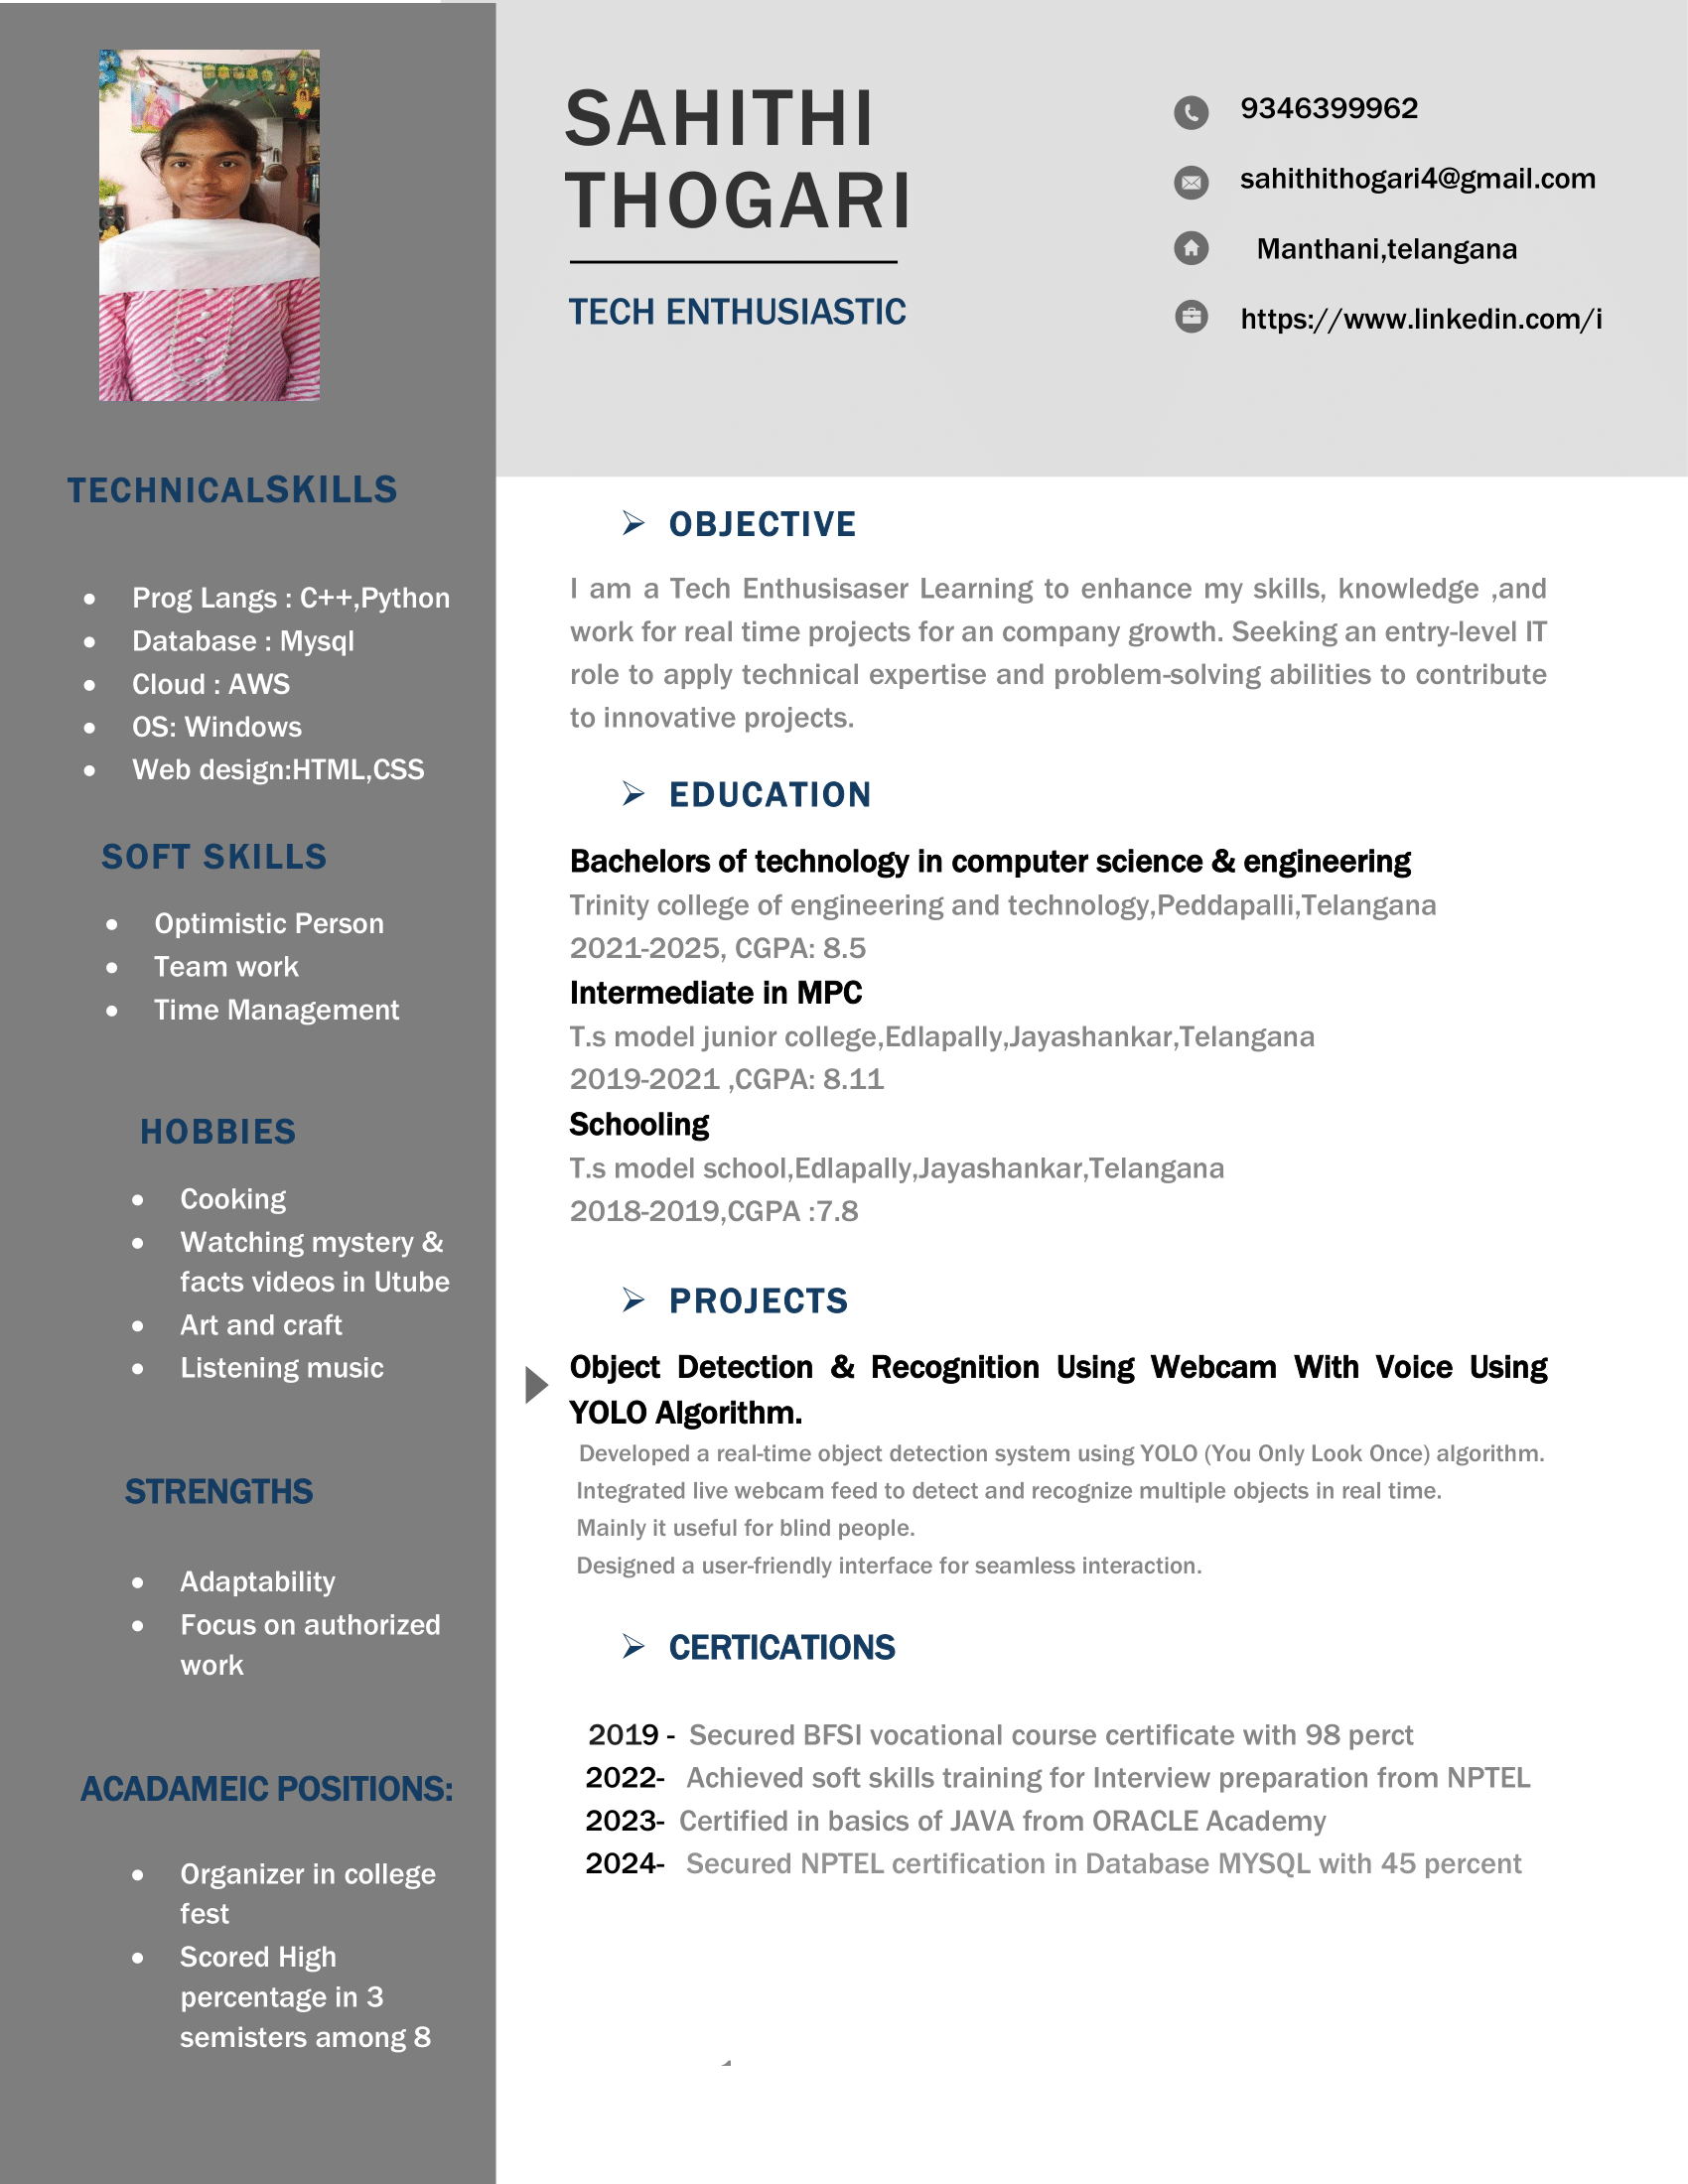 SAHITHI
THOGARI
TECH ENTHUSIASTIC
9346399962
sahithithogari4@gmail.com
Manthani,telangana
https://www.linkedin.com/i
TECHNICALSKILLS
• Prog Langs : C++,Python
• Database : Mysql
• Cloud : AWS
• OS: Windows
• Web design:HTML,CSS
SOFT SKILLS
• Optimistic Person
• Team work
• Time Management
HOBBIES
• Cooking
• Watching mystery &
facts videos in Utube
• Art and craft
• Listening music
STRENGTHS
• Adaptability
• Focus on authorized
work
ACADAMEIC POSITIONS:
• Organizer in college
fest
• Scored High
percentage in 3
semisters among 8
➢ OBJECTIVE
I am a Tech Enthusisaser Learning to enhance my skills, knowledge ,and
work for real time projects for an company growth. Seeking an entry-level IT
role to apply technical expertise and problem-solving abilities to contribute
to innovative projects.
➢ EDUCATION
Bachelors of technology in computer science & engineering
Trinity college of engineering and technology,Peddapalli,Telangana
2021-2025, CGPA: 8.5
Intermediate in MPC
T.s model junior college,Edlapally,Jayashankar,Telangana
2019-2021 ,CGPA: 8.11
Schooling
T.s model school,Edlapally,Jayashankar,Telangana
2018-2019,CGPA :7.8
➢ PROJECTS
Object Detection & Recognition Using Webcam With Voice Using
YOLO Algorithm.
Developed a real-time object detection system using YOLO (You Only Look Once) algorithm.
Integrated live webcam feed to detect and recognize multiple objects in real time.
Mainly it useful for blind people.
Designed a user-friendly interface for seamless interaction.
➢ CERTICATIONS
2019 - Secured BFSI vocational course certificate with 98 perct
2022- Achieved soft skills training for Interview preparation from NPTEL
2023- Certified in basics of JAVA from ORACLE Academy
2024- Secured NPTEL certification in Database MYSQL with 45 percent